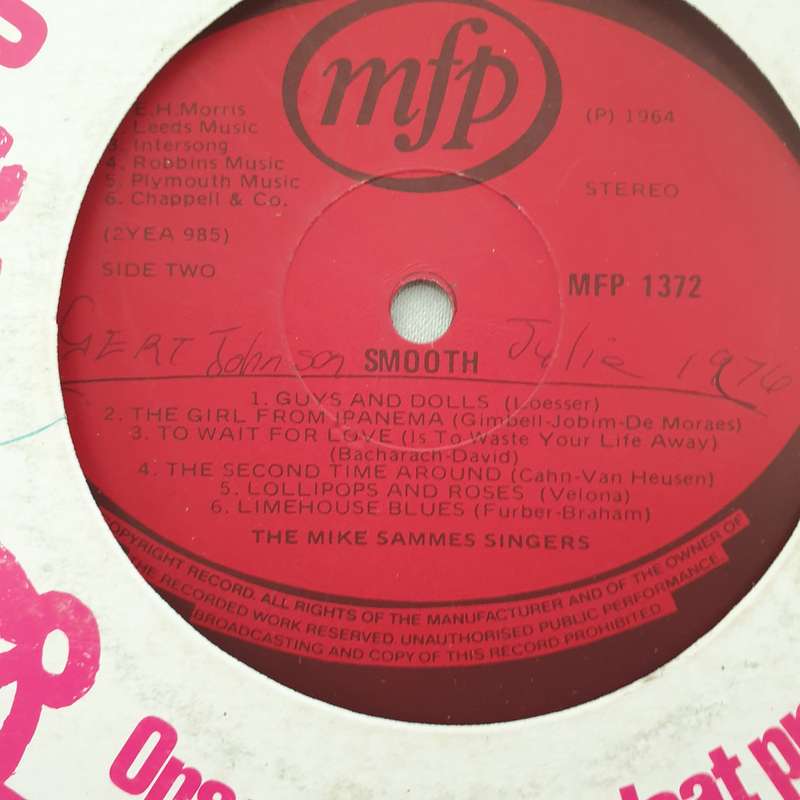 mfp
E.H.Morris
Leeds Music
3. Intersong
4. Robbins Music
5. Plymouth Music
6. Chappell & Co.
(P) 1964
STEREO
(2YEA 985)
SIDE TWO
MFP 1372
GERT Johnson
Julie 1976
SMOOTH
1. GUYS AND DOLLS (Loesser)
2. THE GIRL FROM IPANEMA (Gimbell-Jobim-De Moraes)
3. TO WAIT FOR LOVE (Is To Waste Your Life Away)
(Bacharach-David)
4. THE SECOND TIME AROUND (Cahn-Van Heusen)
5. LOLLIPOPS AND ROSES (Velona)
6. LIMEHOUSE BLUES (Furber-Braham)
THE MIKE SAMMES SINGERS
COPYRIGHT RECORD. ALL RIGHTS OF THE MANUFACTURER AND OF THE OWNER OF
THE RECORDED WORK RESERVED. UNAUTHORISED PUBLIC PERFORMANCE,
BROADCASTING AND COPY OF THIS RECORD PROHIBITED.